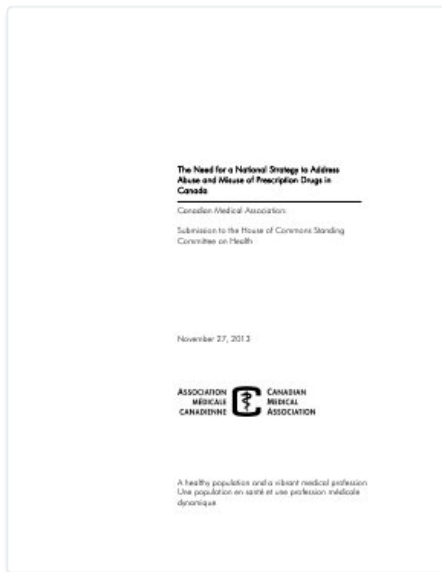 The Need for a National Strategy to Address
Abuse and Misuse of Prescription Drugs in
Canada
Canadian Medical Association
Submission to the House of Commons Standing
Committee on Health
November 27, 2013
ASSOCIATION
MÉDICALE
CANADIENNE
CANADIAN
MEDICAL
ASSOCIATION
A healthy population and a vibrant medical profession
Une population en santé et une profession médicale
dynamique